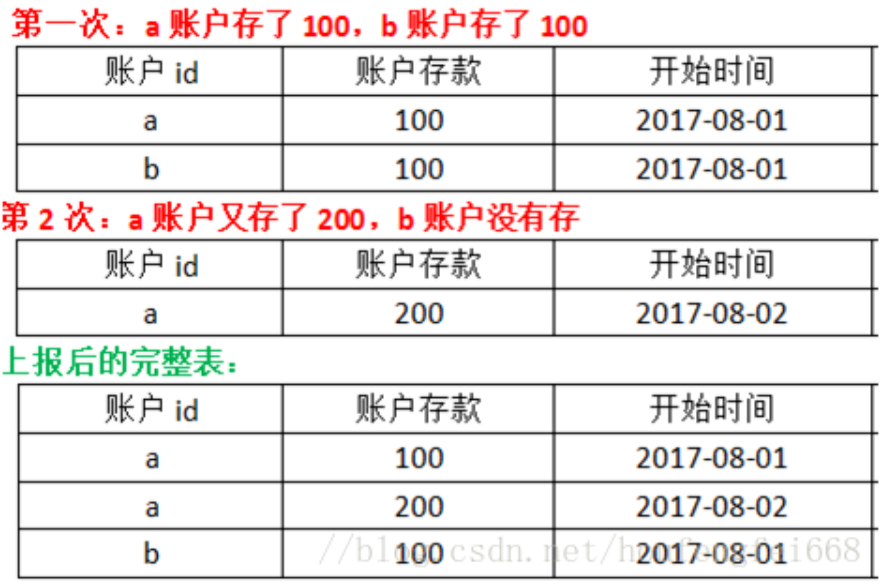 第一次：a 账户存了 100，b 账户存了 100
账户 id 账户存款 开始时间
a 100 2017-08-01
b 100 2017-08-01
第 2 次：a 账户又存了 200，b 账户没有存
账户 id 账户存款 开始时间
a 200 2017-08-02
上报后的完整表：
账户 id 账户存款 开始时间
a 100 2017-08-01
a 200 2017-08-02
b 100 2017-08-01
//blog.csdn.net/